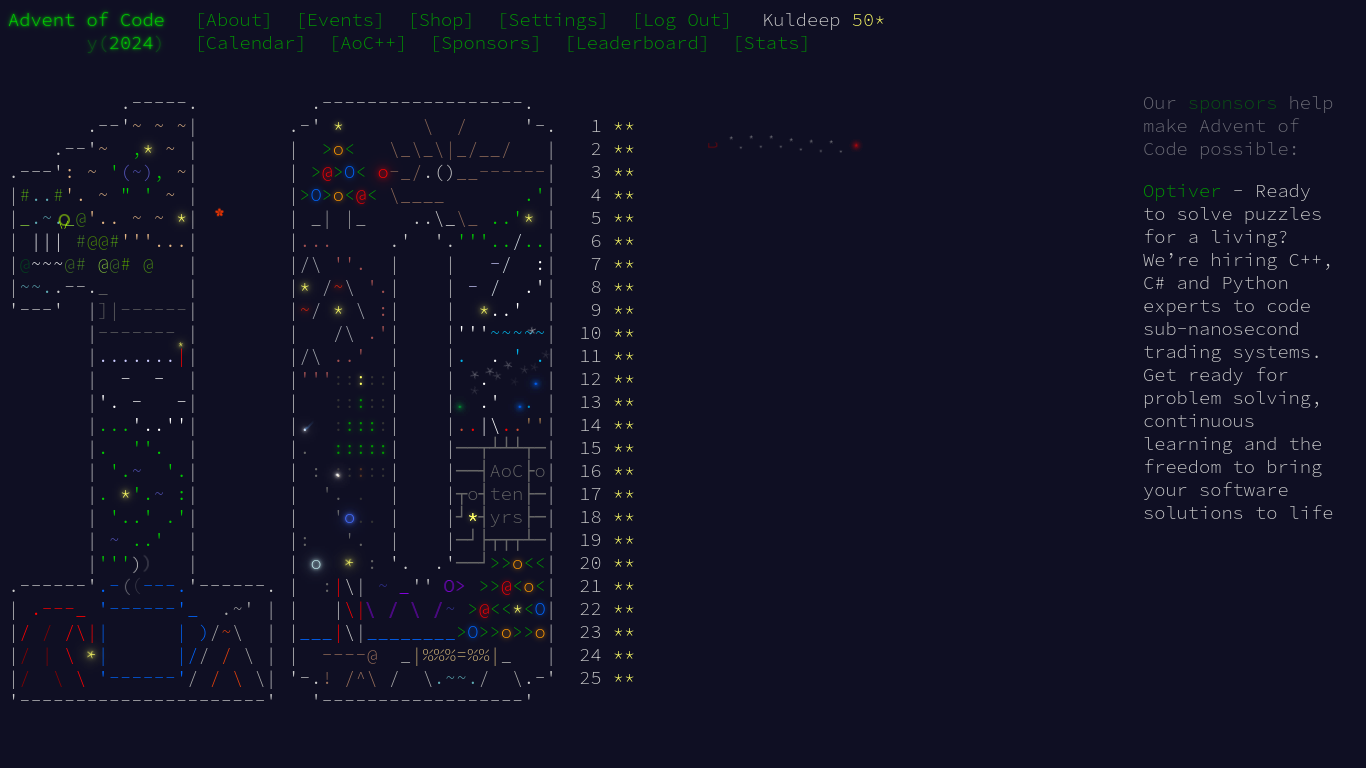 Advent of Code [About] [Events] [Shop] [Settings] [Log Out] Kuldeep 50*
y(2024) [Calendar] [AoC++] [Sponsors] [Leaderboard] [Stats]
1 **
2 **
3 **
4 **
5 **
6 **
7 **
8 **
9 **
10 **
11 **
12 **
13 **
14 **
15 **
AoC
16 **
ten
17 **
yrs
18 **
19 **
20 **
21 **
22 **
23 **
24 **
25 **
Our sponsors help
make Advent of
Code possible:
Optiver - Ready
to solve puzzles
for a living?
We’re hiring C++,
C# and Python
experts to code
sub-nanosecond
trading systems.
Get ready for
problem solving,
continuous
learning and the
freedom to bring
your software
solutions to life